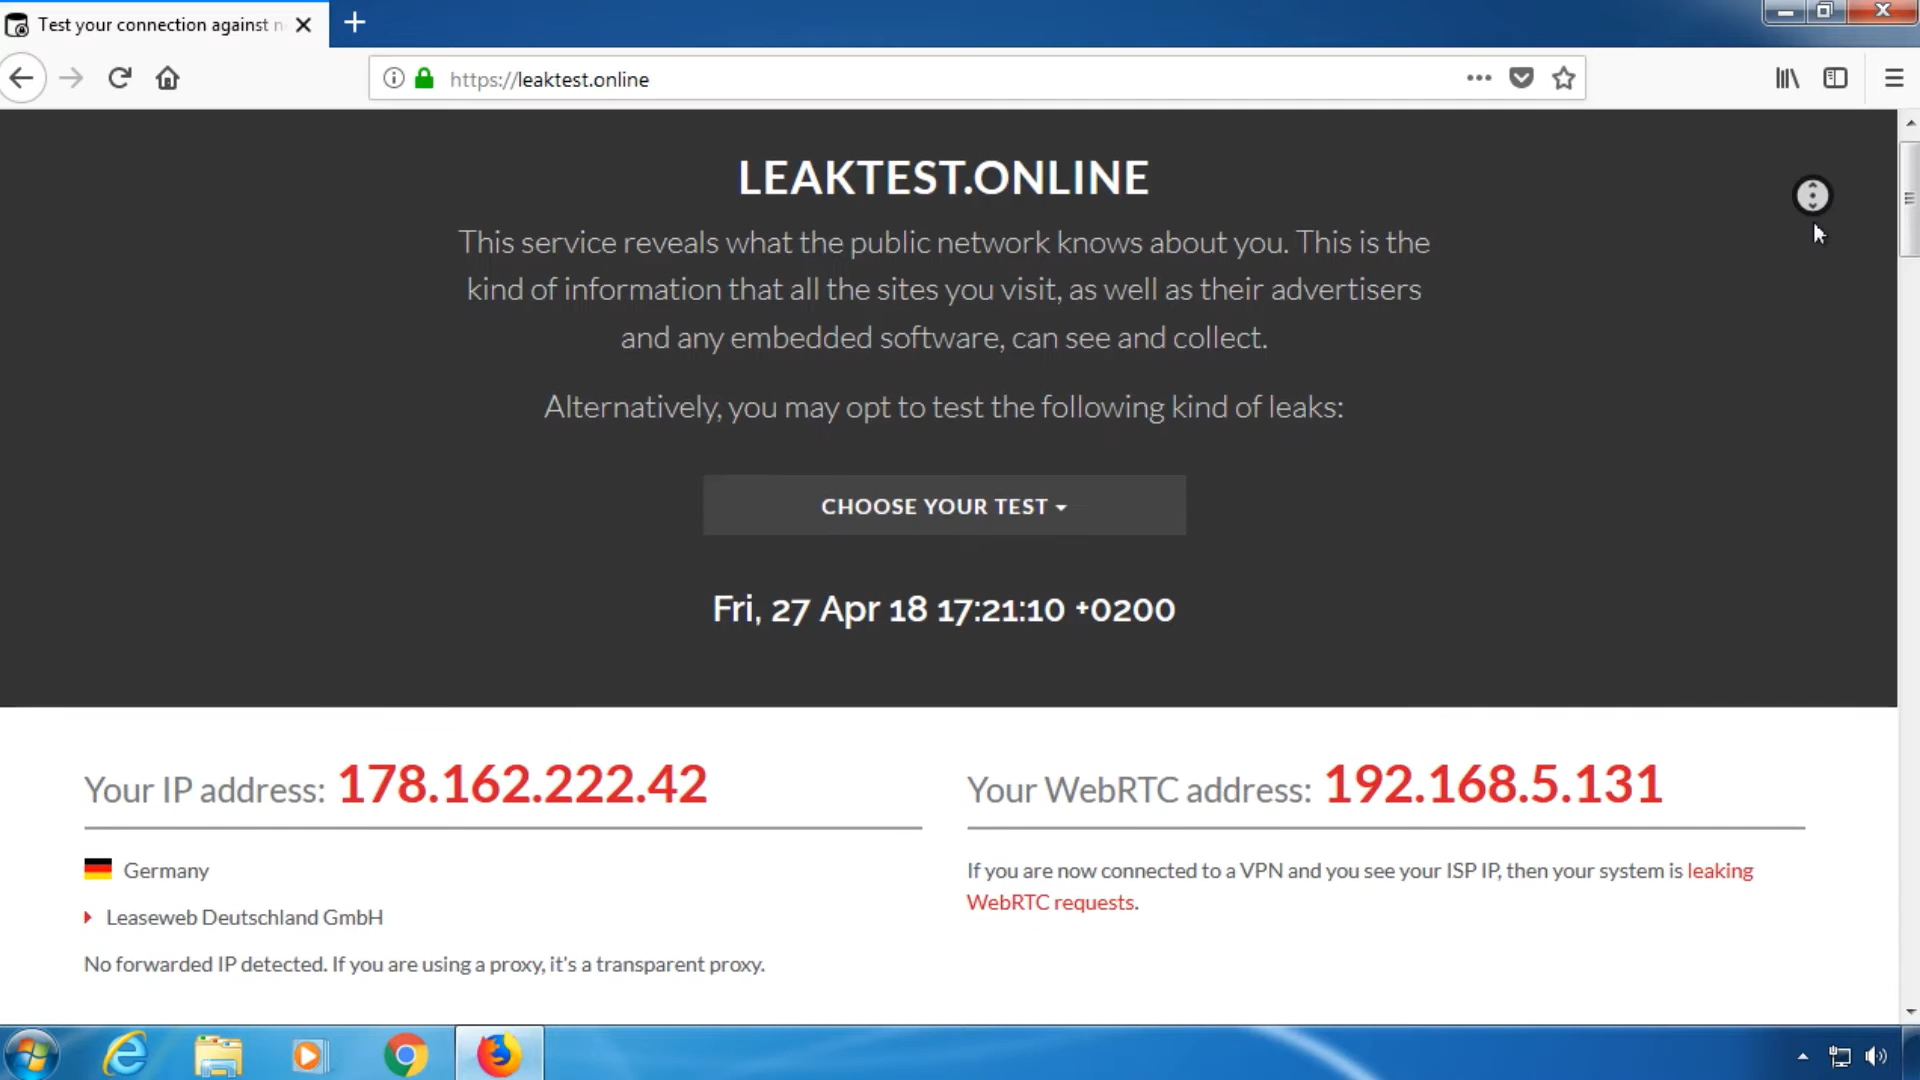 Test your connection against n
https://leaktest.online
LEAKTEST.ONLINE
This service reveals what the public network knows about you. This is the
kind of information that all the sites you visit, as well as their advertisers
and any embedded software, can see and collect.
Alternatively, you may opt to test the following kind of leaks:
CHOOSE YOUR TEST
Fri, 27 Apr 18 17:21:10 +0200
Your IP address: 178.162.222.42
Germany
Leaseweb Deutschland GmbH
No forwarded IP detected. If you are using a proxy, it's a transparent proxy.
Your WebRTC address: 192.168.5.131
If you are now connected to a VPN and you see your ISP IP, then your system is leaking
WebRTC requests.